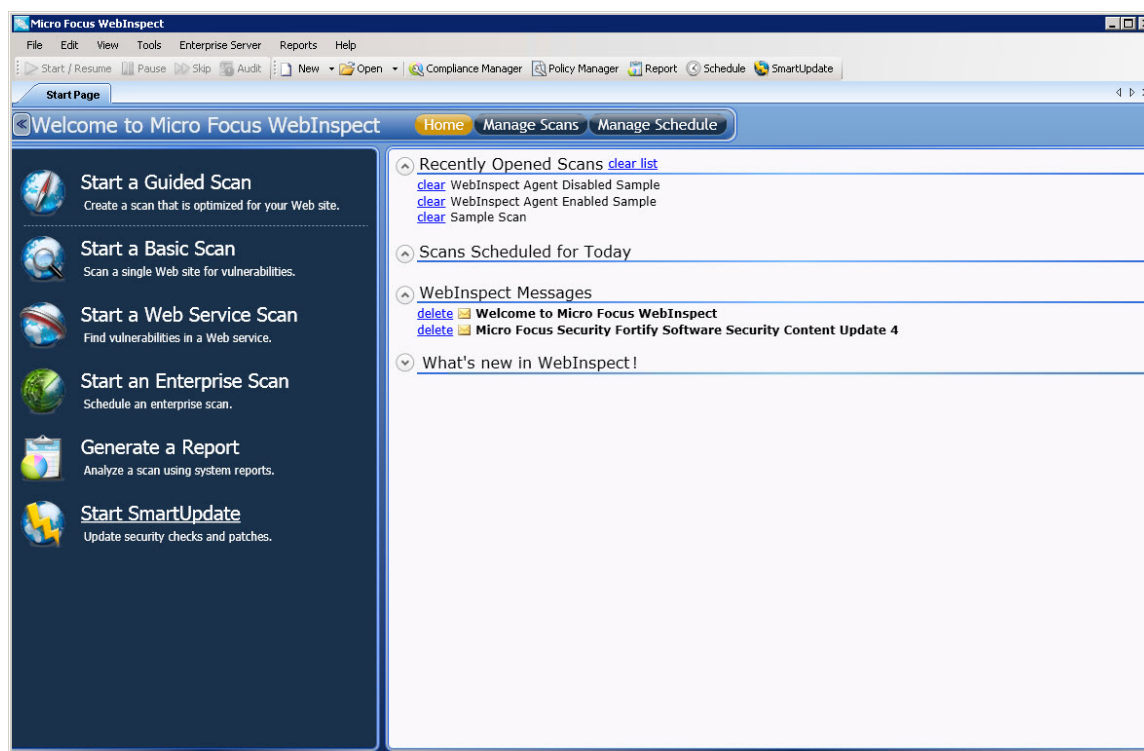 Micro Focus WebInspect
File Edit View Tools Enterprise Server Reports Help
Start / Resume Pause Skip Audit New Open Compliance Manager Policy Manager Report Schedule SmartUpdate
Start Page
Welcome to Micro Focus WebInspect Home Manage Scans Manage Schedule
Start a Guided Scan
Create a scan that is optimized for your Web site.
Start a Basic Scan
Scan a single Web site for vulnerabilities.
Start a Web Service Scan
Find vulnerabilities in a Web service.
Start an Enterprise Scan
Schedule an enterprise scan.
Generate a Report
Analyze a scan using system reports.
Start SmartUpdate
Update security checks and patches.
Recently Opened Scans clear list
clear WebInspect Agent Disabled Sample
clear WebInspect Agent Enabled Sample
clear Sample Scan
Scans Scheduled for Today
WebInspect Messages
delete Welcome to Micro Focus WebInspect
delete Micro Focus Security Fortify Software Security Content Update 4
What's new in WebInspect!